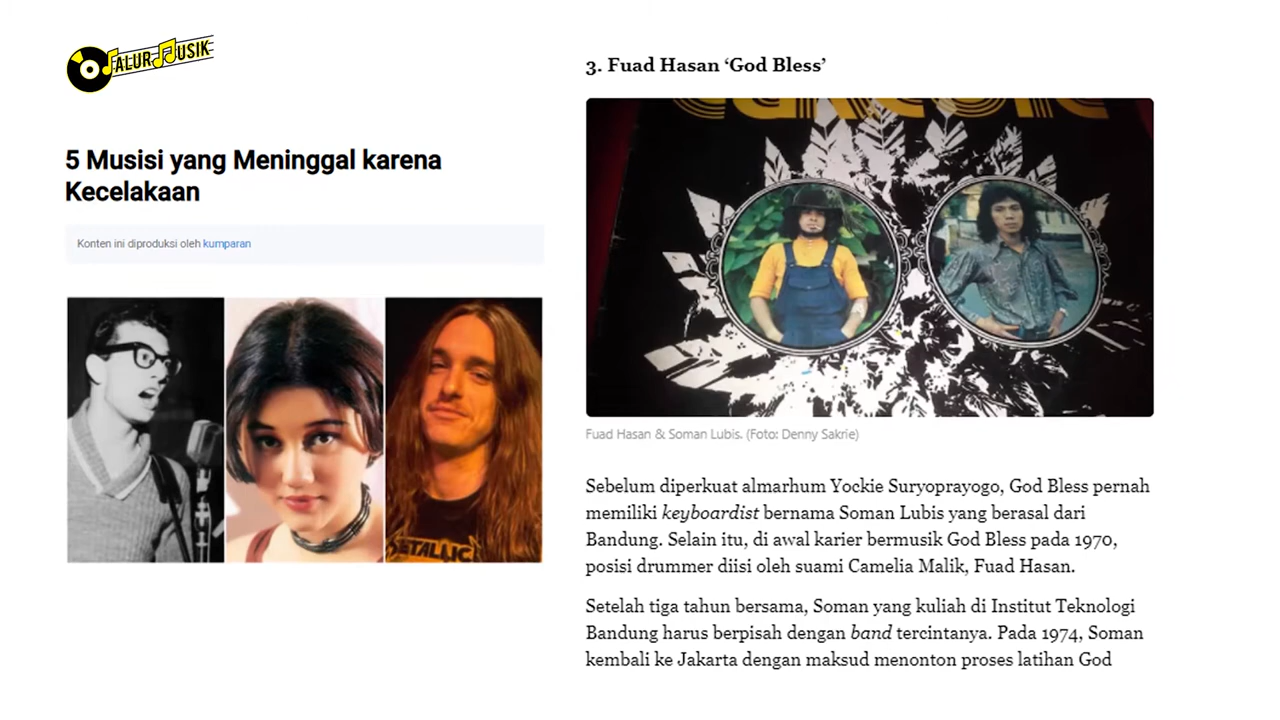 JALUR MUSIK
5 Musisi yang Meninggal karena
Kecelakaan
Konten ini diproduksi oleh kumparan
METALLIC
3. Fuad Hasan ‘God Bless’
Fuad Hasan & Soman Lubis. (Foto: Denny Sakrie)
Sebelum diperkuat almarhum Yockie Suryoprayogo, God Bless pernah
memiliki keyboardist bernama Soman Lubis yang berasal dari
Bandung. Selain itu, di awal karier bermusik God Bless pada 1970,
posisi drummer diisi oleh suami Camelia Malik, Fuad Hasan.
Setelah tiga tahun bersama, Soman yang kuliah di Institut Teknologi
Bandung harus berpisah dengan band tercintanya. Pada 1974, Soman
kembali ke Jakarta dengan maksud menonton proses latihan God